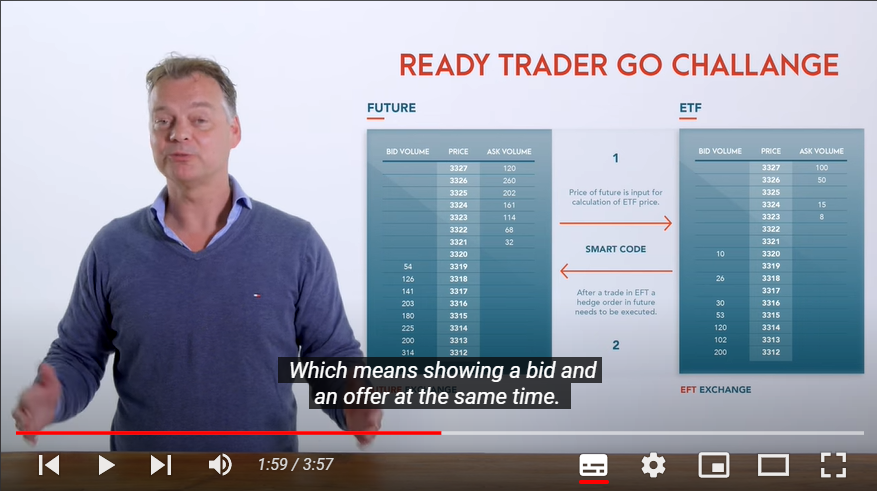 READY TRADER GO CHALLANGE
FUTURE
BID VOLUME PRICE ASK VOLUME
3327 120
3326 260
3325 202
3324 161
3323 114
3322 68
3321 32
3320
54 3319
126 3318
141 3317
203 3316
180 3315
225 3314
200 3313
314 3312
1
Price of future is input for
calculation of ETF price.
SMART CODE
After a trade in EFT a
hedge order in future
needs to be executed.
2
ETF
BID VOLUME PRICE ASK VOLUME
3327 100
3326 50
3325
3324 15
3323 8
3322
3321
10 3320
3319
26 3318
3317
30 3316
53 3315
120 3314
102 3313
200 3312
EFT EXCHANGE
Which means showing a bid and
an offer at the same time.
1:59 / 3:57